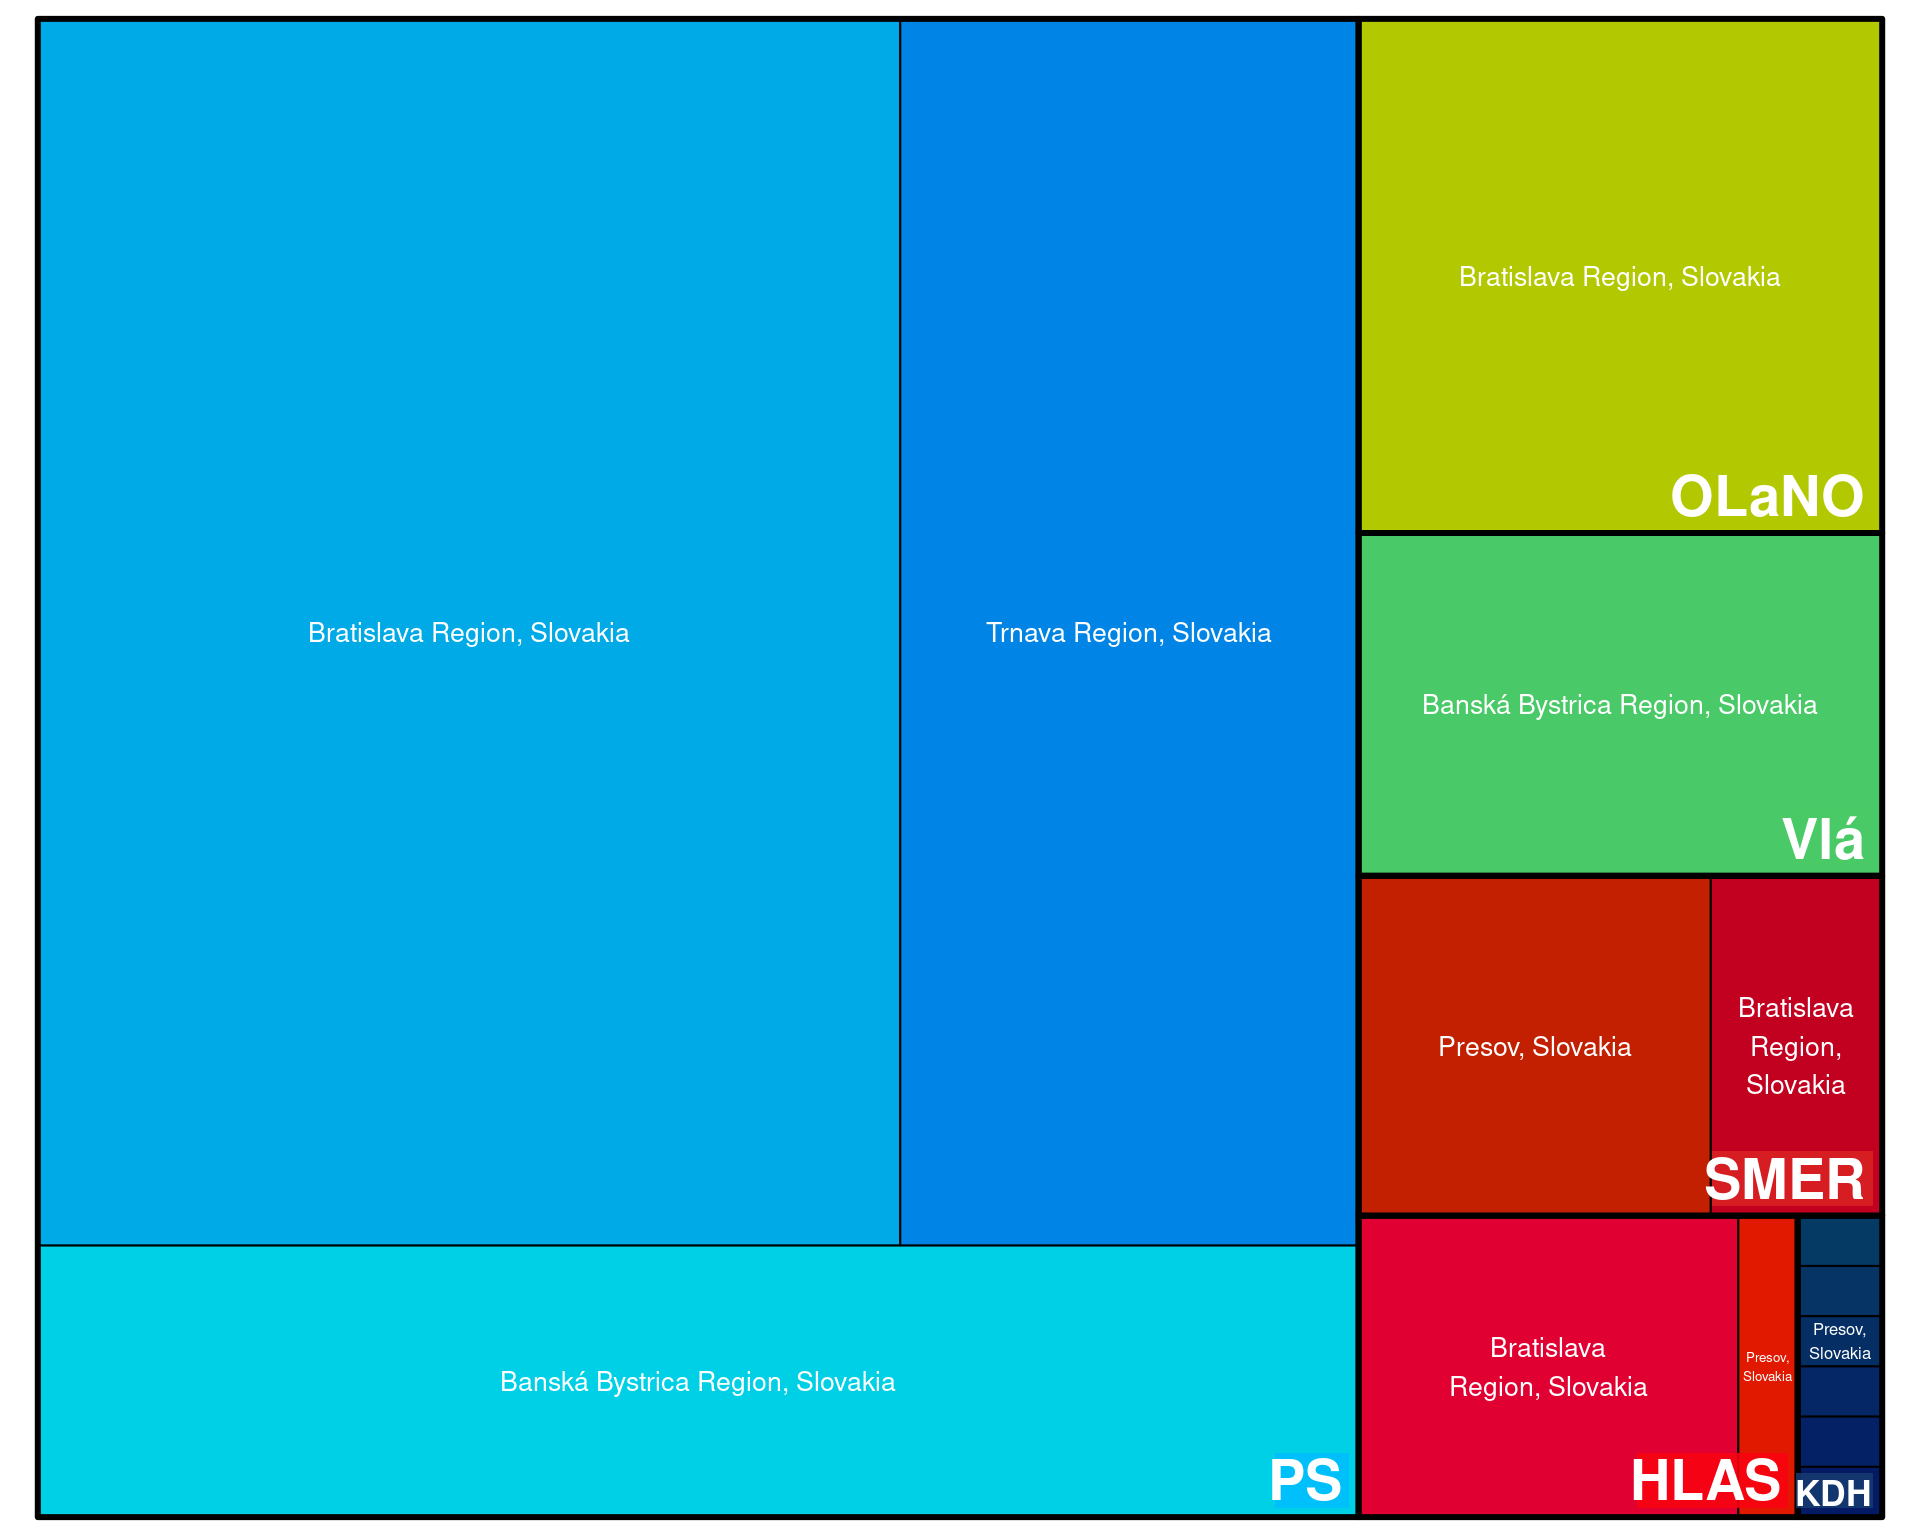 Bratislava Region, Slovakia
Trnava Region, Slovakia
Banská Bystrica Region, Slovakia
PS
Bratislava Region, Slovakia
OLaNO
Banská Bystrica Region, Slovakia
Vlá
Presov, Slovakia
Bratislava
Region,
Slovakia
SMER
Bratislava
Region, Slovakia
Presov,
Slovakia
HLAS
Presov,
Slovakia
KDH